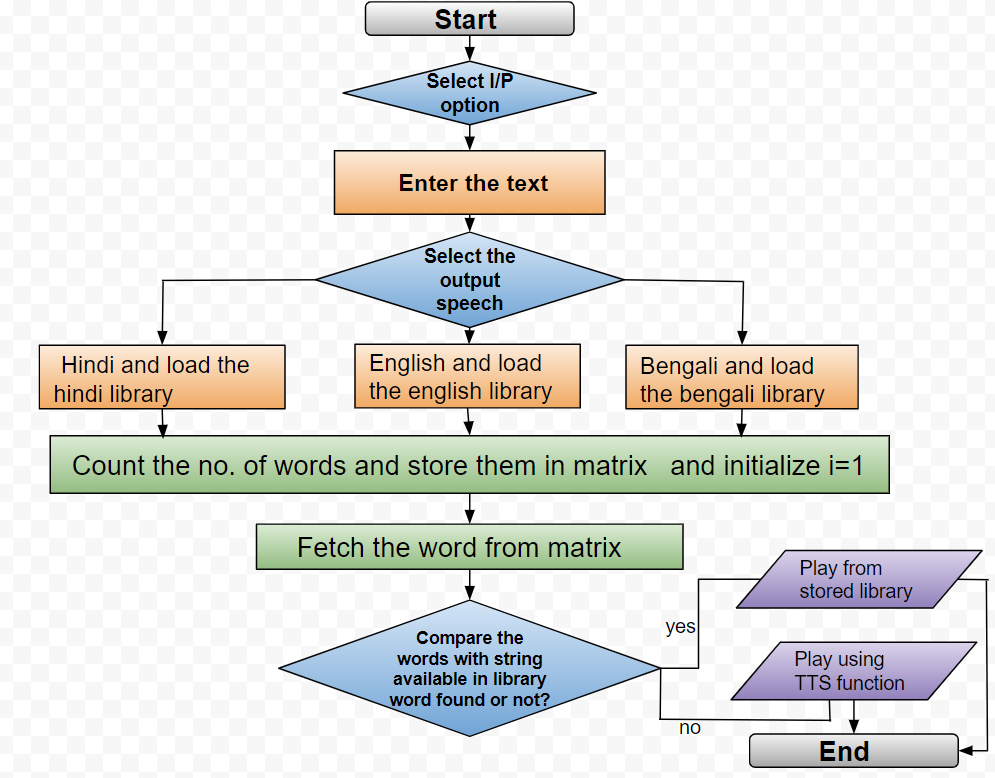 Start
Select I/P
option
Enter the text
Select the
output
speech
Hindi and load the
hindi library
English and load
the english library
Bengali and load
the bengali library
Count the no. of words and store them in matrix and initialize i=1
Fetch the word from matrix
Compare the
words with string
available in library
word found or not?
yes
Play from
stored library
no
Play using
TTS function
End